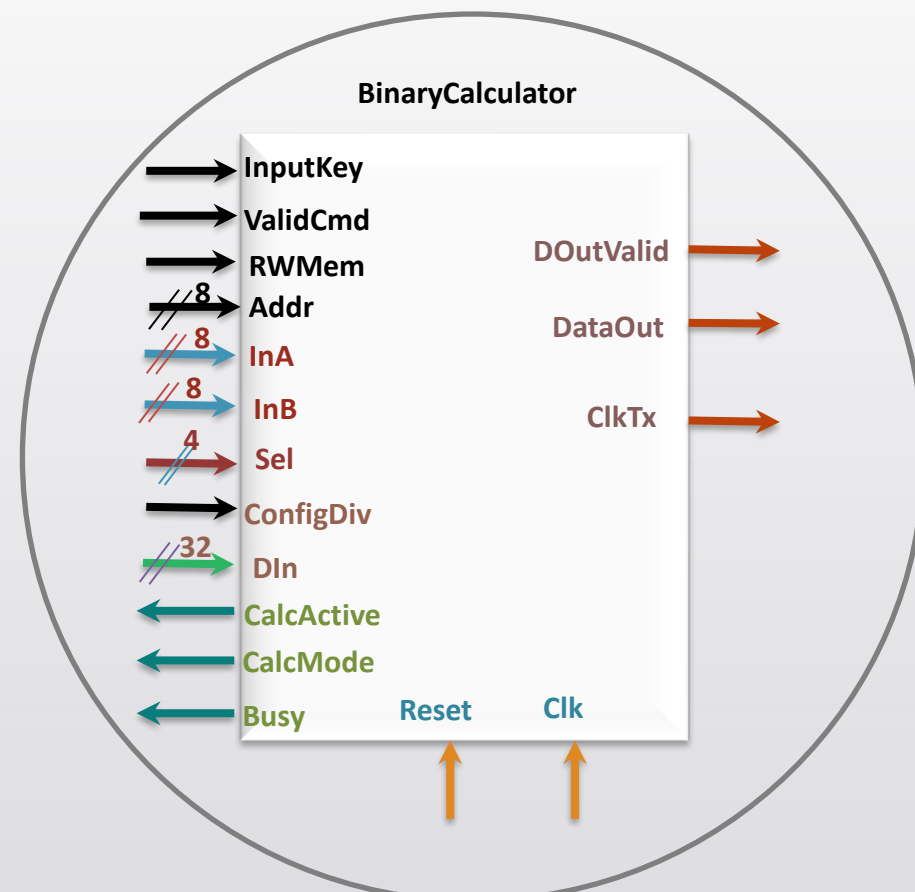 BinaryCalculator
InputKey
ValidCmd
RWMem
8
Addr
8
InA
8
InB
4
Sel
ConfigDiv
32
DIn
CalcActive
CalcMode
Busy
Reset
Clk
DOutValid
DataOut
ClkTx